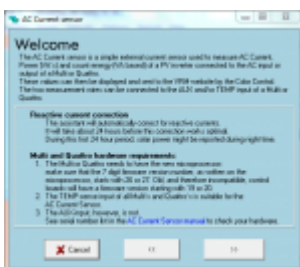 AC Current sensor
Welcome
The AC Current sensor is a simple external current sensor used to measure AC Current.
Power (W's) and count energy (VA based) of a PV inverter connected to the AC input or
output of a Multi or Quattro.
These values can then be displayed and sent to the VRM website by the Color Control.
The two measurement wires can be connected to the AUX and/or TEMP input of a Multi or
Quattro.
Reactive current correction
The assistant will automatically correct for reactive currents.
It will take about 24 hours before the correction works optimal.
During this first 24 hour period, solar power might be reported during night time.
Multi and Quattro hardware requirements:
1 The Multi or Quattro needs to have the new microprocessor:
make sure that the 7 digit firmware version number, as written on the
microprocessor, starts with 26 or 27. Old, and therefore incompatible, control
boards will have a firmware version starting with 19 or 20.
2 The TEMP sense input of all Multi's and Quattro's is suitable for the
AC Current Sensor.
3 The AUX input, however, is not.
See serial number list in the AC Current Sensor manual to check your hardware.
Cancel
<<
>>